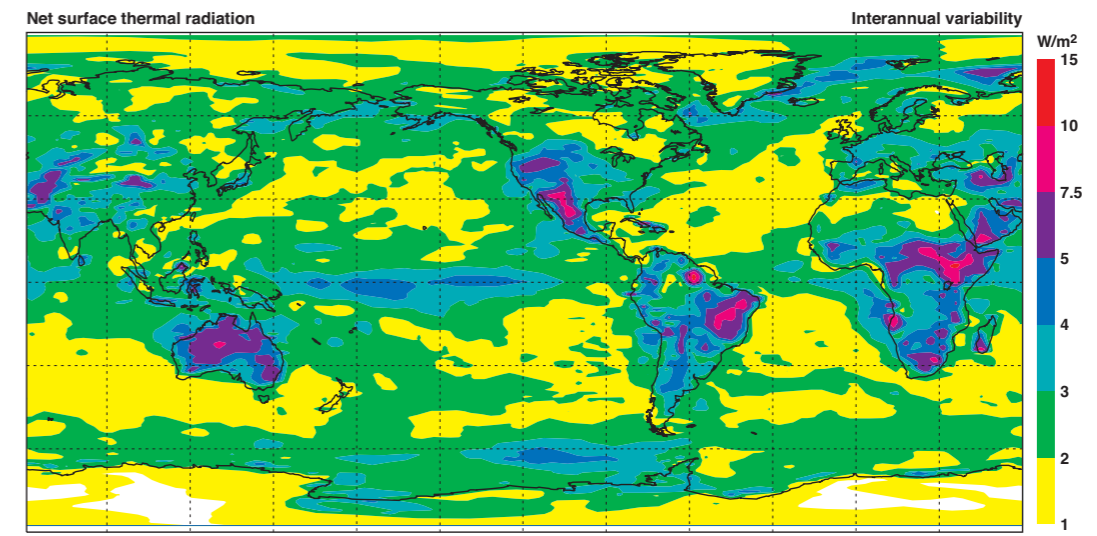 Net surface thermal radiation
Interannual variability
W/m²
15
10
7.5
5
4
3
2
1